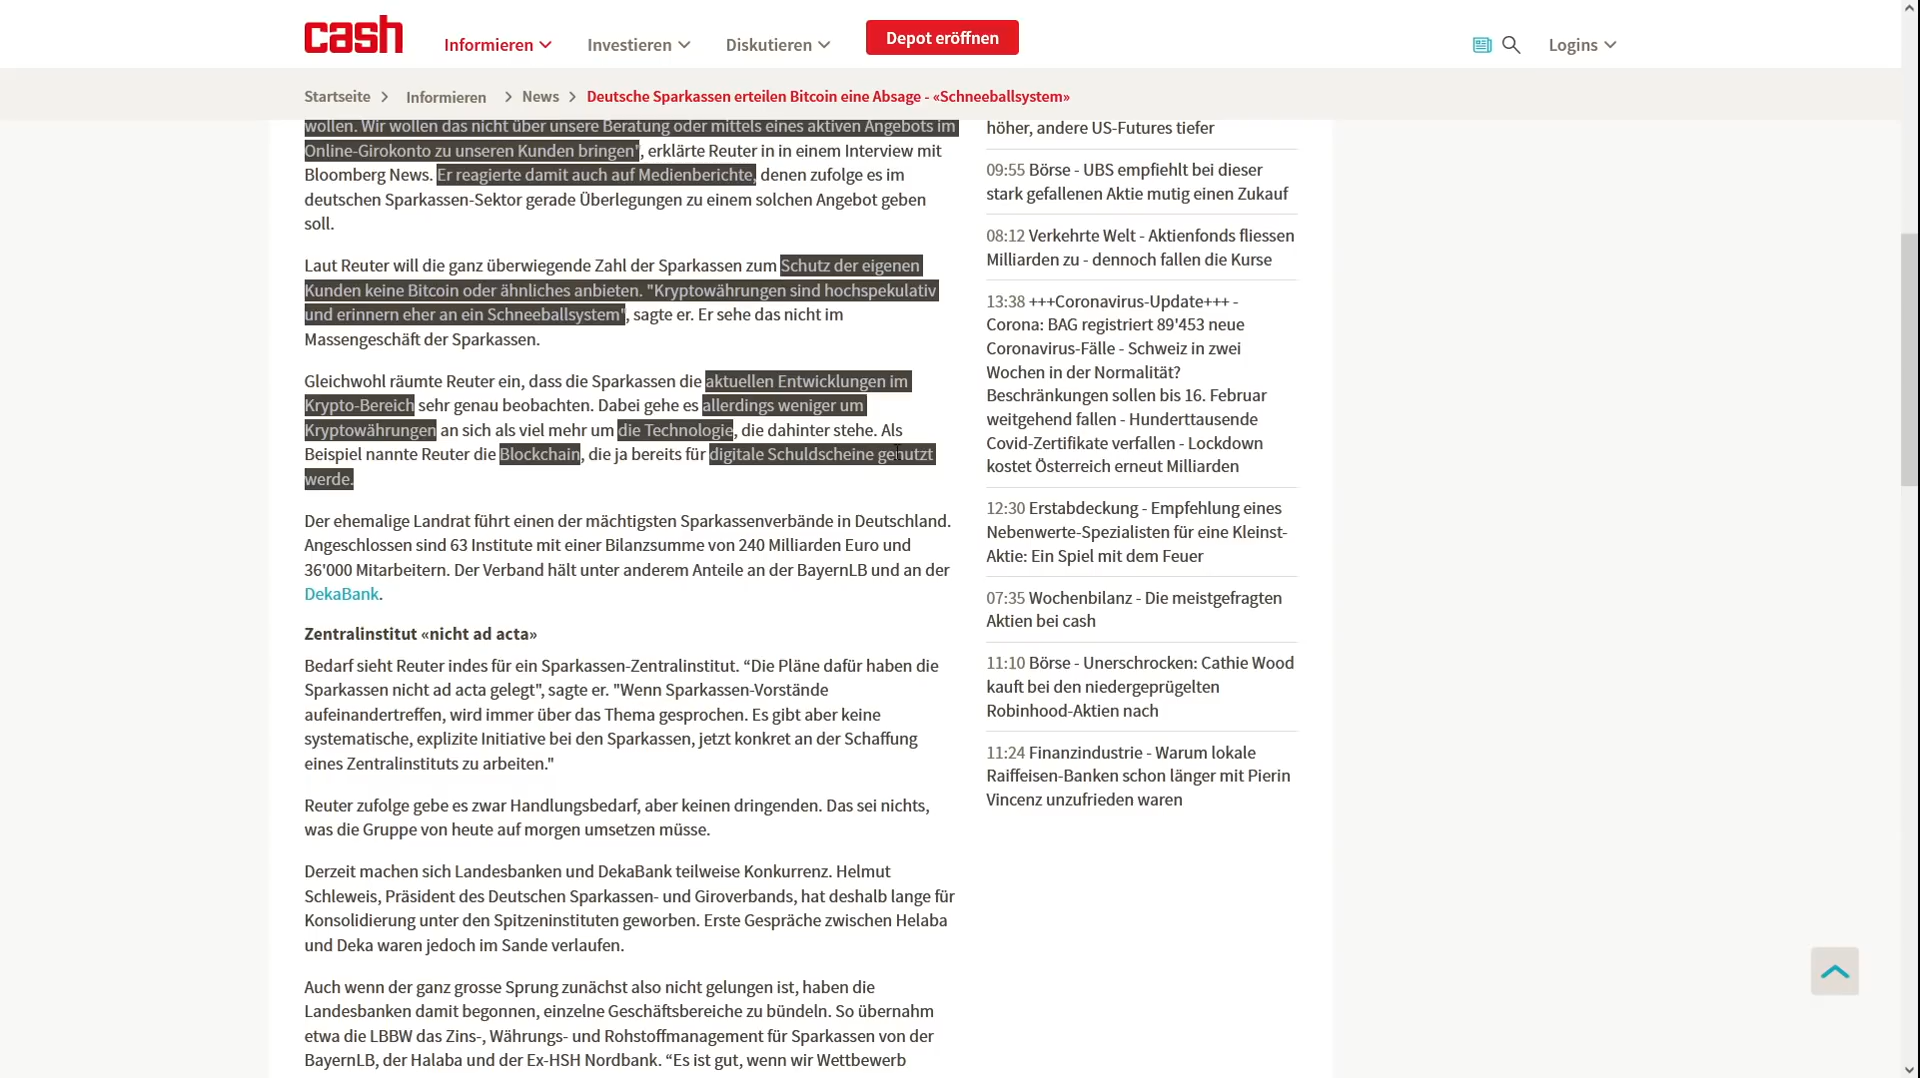 cash
Informieren
Investieren
Diskutieren
Depot eröffnen
Logins
Startseite
Informieren
News
Deutsche Sparkassen erteilen Bitcoin eine Absage - «Schneeballsystem»
wollen. Wir wollen das nicht über unsere Beratung oder mittels eines aktiven Angebots im
Online-Girokonto zu unseren Kunden bringen", erklärte Reuter in in einem Interview mit
Bloomberg News. Er reagierte damit auch auf Medienberichte, denen zufolge es im
deutschen Sparkassen-Sektor gerade Überlegungen zu einem solchen Angebot geben
soll.
Laut Reuter will die ganz überwiegende Zahl der Sparkassen zum Schutz der eigenen
Kunden keine Bitcoin oder ähnliches anbieten. "Kryptowährungen sind hochspekulativ
und erinnern eher an ein Schneeballsystem", sagte er. Er sehe das nicht im
Massengeschäft der Sparkassen.
Gleichwohl räumte Reuter ein, dass die Sparkassen die aktuellen Entwicklungen im
Krypto-Bereich sehr genau beobachten. Dabei gehe es allerdings weniger um
Kryptowährungen an sich als viel mehr um die Technologie, die dahinter stehe. Als
Beispiel nannte Reuter die Blockchain, die ja bereits für digitale Schuldscheine genutzt
werde.
Der ehemalige Landrat führt einen der mächtigsten Sparkassenverbände in Deutschland.
Angeschlossen sind 63 Institute mit einer Bilanzsumme von 240 Milliarden Euro und
36'000 Mitarbeitern. Der Verband hält unter anderem Anteile an der BayernLB und an der
DekaBank.
Zentralinstitut «nicht ad acta»
Bedarf sieht Reuter indes für ein Sparkassen-Zentralinstitut. “Die Pläne dafür haben die
Sparkassen nicht ad acta gelegt", sagte er. "Wenn Sparkassen-Vorstände
aufeinandertreffen, wird immer über das Thema gesprochen. Es gibt aber keine
systematische, explizite Initiative bei den Sparkassen, jetzt konkret an der Schaffung
eines Zentralinstituts zu arbeiten."
Reuter zufolge gebe es zwar Handlungsbedarf, aber keinen dringenden. Das sei nichts,
was die Gruppe von heute auf morgen umsetzen müsse.
Derzeit machen sich Landesbanken und DekaBank teilweise Konkurrenz. Helmut
Schleweis, Präsident des Deutschen Sparkassen- und Giroverbands, hat deshalb lange für
Konsolidierung unter den Spitzeninstituten geworben. Erste Gespräche zwischen Helaba
und Deka waren jedoch im Sande verlaufen.
Auch wenn der ganz grosse Sprung zunächst also nicht gelungen ist, haben die
Landesbanken damit begonnen, einzelne Geschäftsbereiche zu bündeln. So übernahm
etwa die LBBW das Zins-, Währungs- und Rohstoffmanagement für Sparkassen von der
BayernLB, der Halaba und der Ex-HSH Nordbank. “Es ist gut, wenn wir Wettbewerb
höher, andere US-Futures tiefer
09:55 Börse - UBS empfiehlt bei dieser
stark gefallenen Aktie mutig einen Zukauf
08:12 Verkehrte Welt - Aktienfonds fliessen
Milliarden zu - dennoch fallen die Kurse
13:38 +++Coronavirus-Update+++ -
Corona: BAG registriert 89'453 neue
Coronavirus-Fälle - Schweiz in zwei
Wochen in der Normalität?
Beschränkungen sollen bis 16. Februar
weitgehend fallen - Hunderttausende
Covid-Zertifikate verfallen - Lockdown
kostet Österreich erneut Milliarden
12:30 Erstabdeckung - Empfehlung eines
Nebenwerte-Spezialisten für eine Kleinst-
Aktie: Ein Spiel mit dem Feuer
07:35 Wochenbilanz - Die meistgefragten
Aktien bei cash
11:10 Börse - Unerschrocken: Cathie Wood
kauft bei den niedergeprügelten
Robinhood-Aktien nach
11:24 Finanzindustrie - Warum lokale
Raiffeisen-Banken schon länger mit Pierin
Vincenz unzufrieden waren